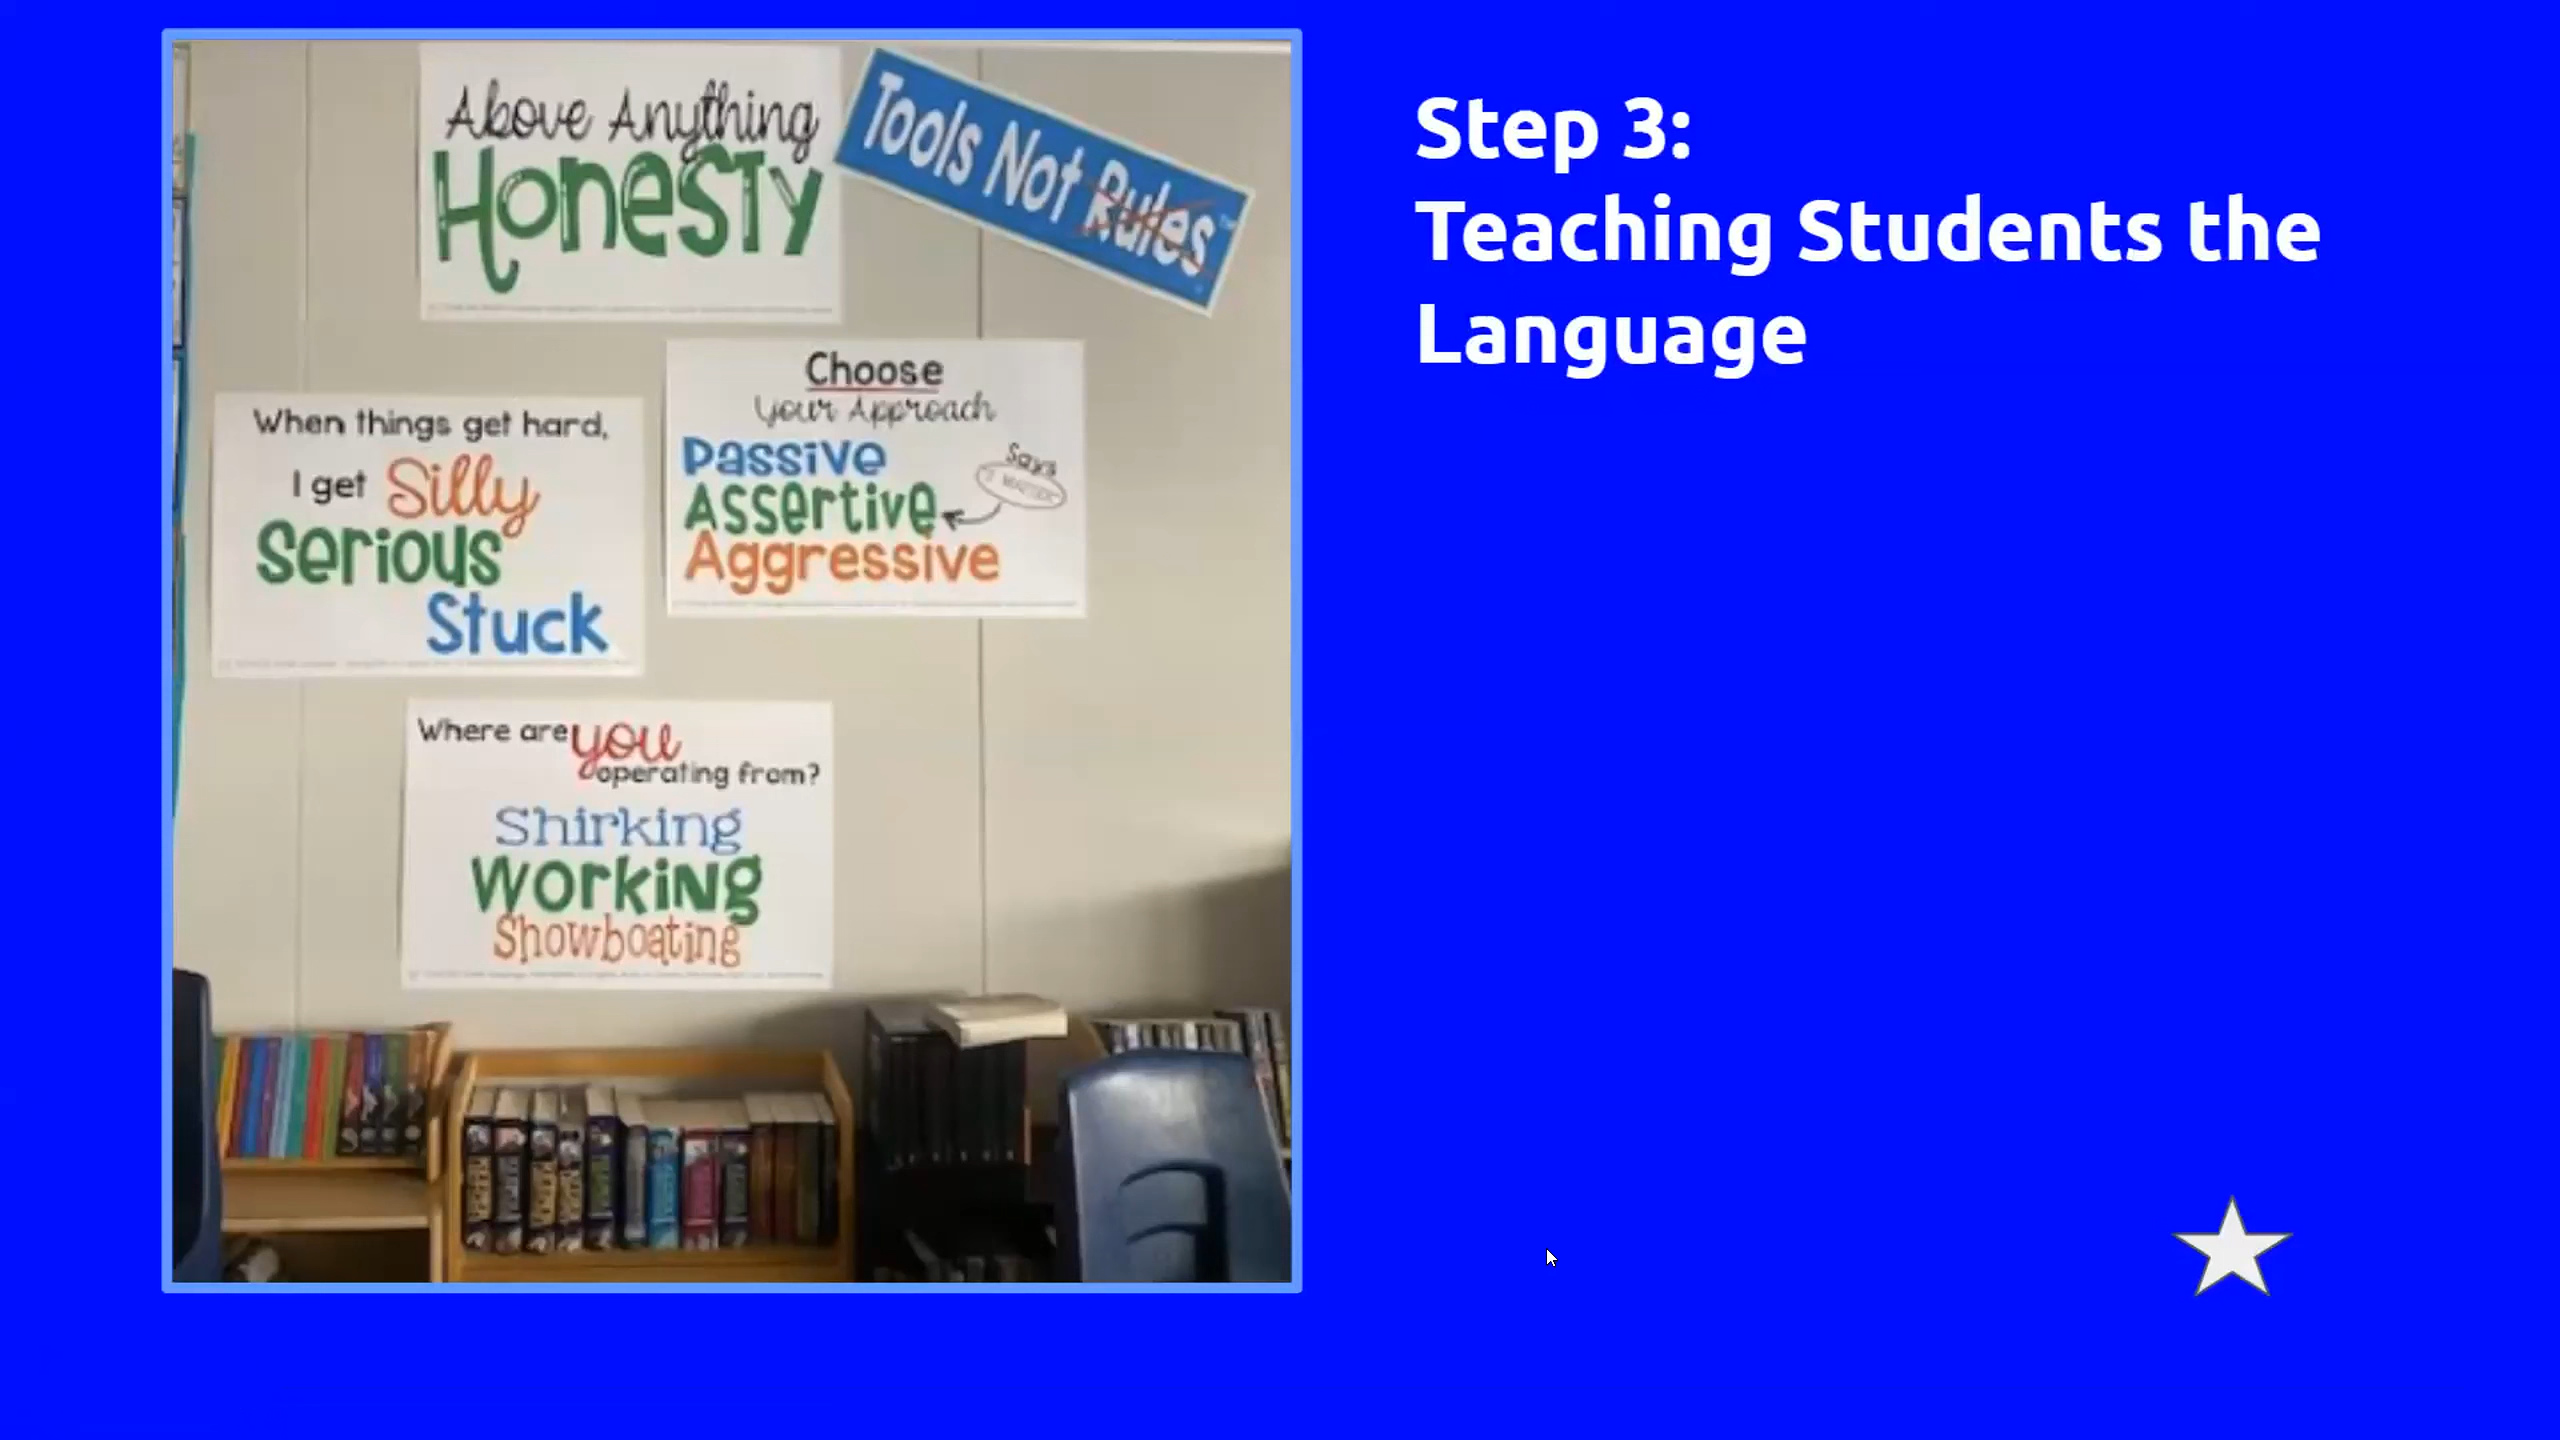 Above Anything
Honesty
Tools Not Rules
Choose
Your Approach
Passive
Assertive
Aggressive
Says
When things get hard,
I get Silly
Serious
Stuck
Where are you
operating from?
Shirking
Working
Showboating
Step 3:
Teaching Students the
Language